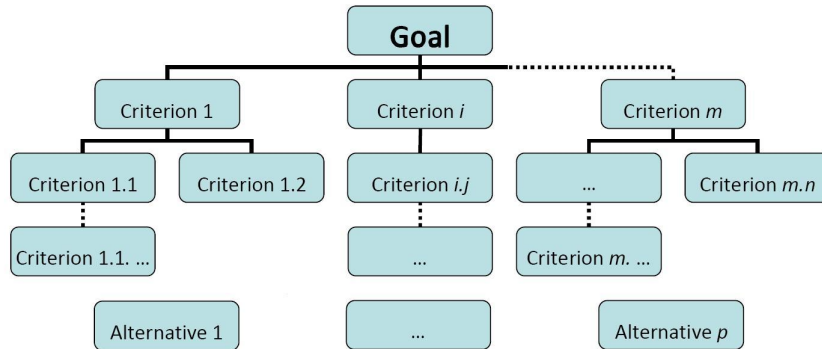 Goal
Criterion 1
Criterion i
Criterion m
Criterion 1.1
Criterion 1.2
Criterion i.j
...
Criterion m.n
Criterion 1.1. ...
...
Criterion m. ...
Alternative 1
...
Alternative p